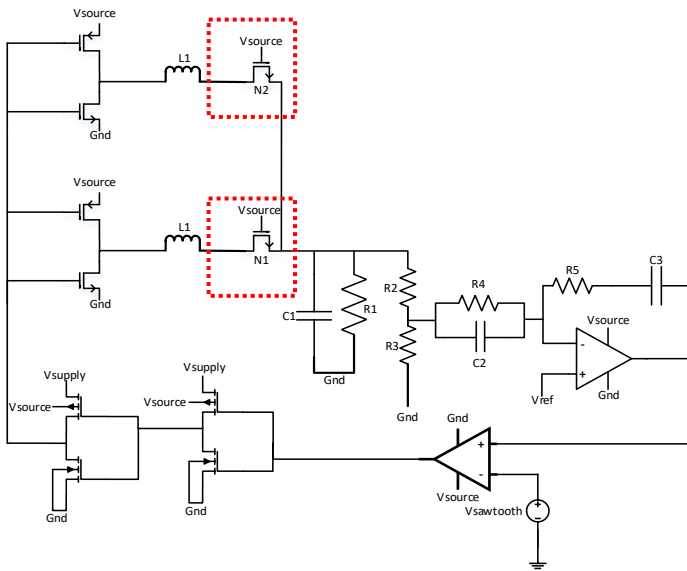 Vsource
L1
Vsource
N2
Gnd
Vsource
L1
Vsource
N1
Gnd
C1
R1
Gnd
R2
R3
Gnd
R4
C2
R5
C3
Vsource
-
+
Gnd
Vref
Vsupply
Vsource
Gnd
Vsupply
Vsource
Gnd
Gnd
+
-
Vsource
Vsawtooth
+
−